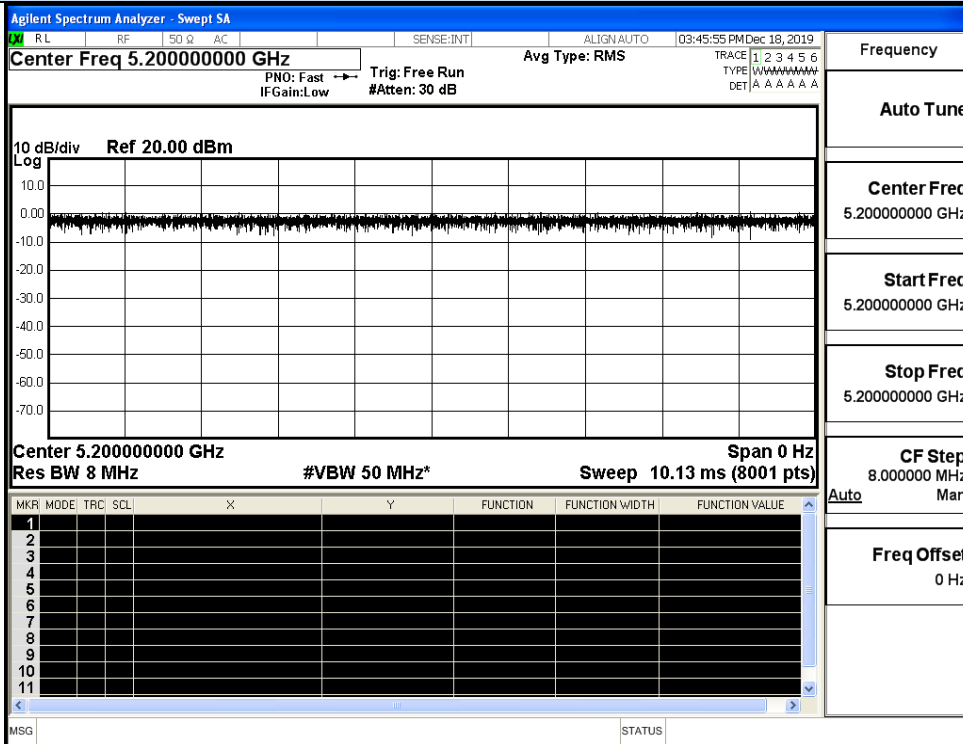 Agilent Spectrum Analyzer - Swept SA
LXI RL RF 50 Ω AC SENSE:INT ALIGN AUTO 03:45:55 PM Dec 18, 2019
Center Freq 5.200000000 GHz
Avg Type: RMS
TRACE 1 2 3 4 5 6
TYPE WWWWWW
DET A A A A A A
PNO: Fast
IFGain:Low
Trig: Free Run
#Atten: 30 dB
10 dB/div Ref 20.00 dBm
Log
10.0
0.00
-10.0
-20.0
-30.0
-40.0
-50.0
-60.0
-70.0
Center 5.200000000 GHz Span 0 Hz
Res BW 8 MHz #VBW 50 MHz* Sweep 10.13 ms (8001 pts)
MKR MODE TRC SCL X Y FUNCTION FUNCTION WIDTH FUNCTION VALUE
1
2
3
4
5
6
7
8
9
10
11
MSG STATUS
Frequency
Auto Tune
Center Freq
5.200000000 GHz
Start Freq
5.200000000 GHz
Stop Freq
5.200000000 GHz
CF Step
8.000000 MHz
Auto Man
Freq Offset
0 Hz